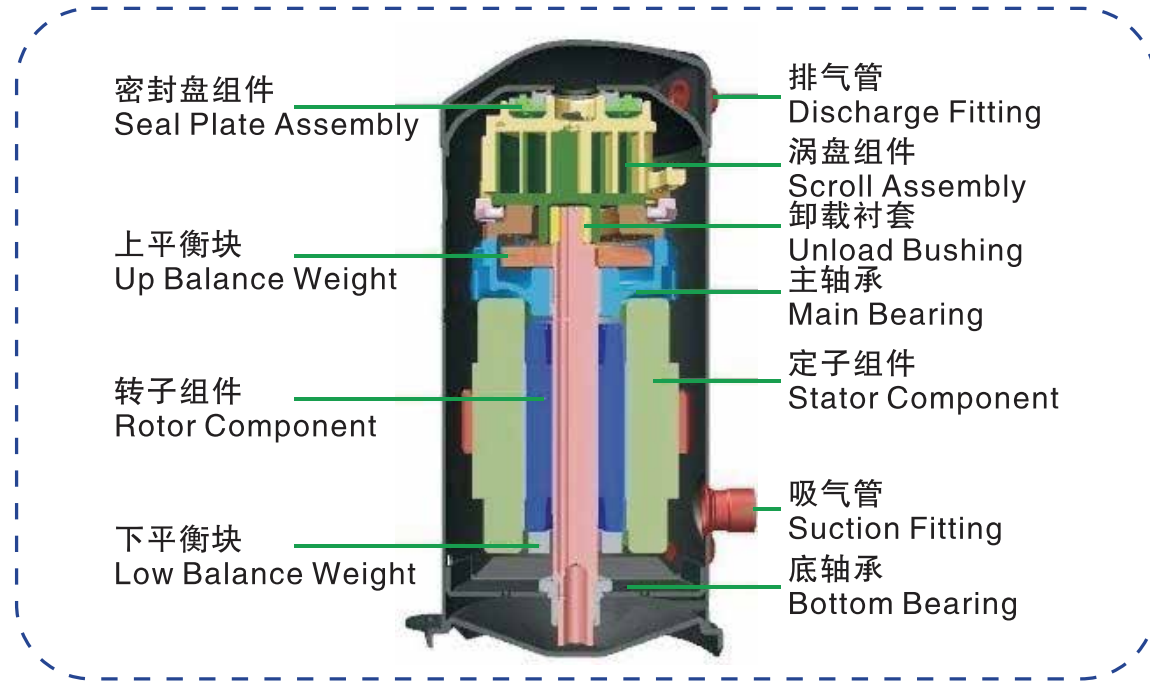 密封盘组件
Seal Plate Assembly
上平衡块
Up Balance Weight
转子组件
Rotor Component
下平衡块
Low Balance Weight
排气管
Discharge Fitting
涡盘组件
Scroll Assembly
卸载衬套
Unload Bushing
主轴承
Main Bearing
定子组件
Stator Component
吸气管
Suction Fitting
底轴承
Bottom Bearing